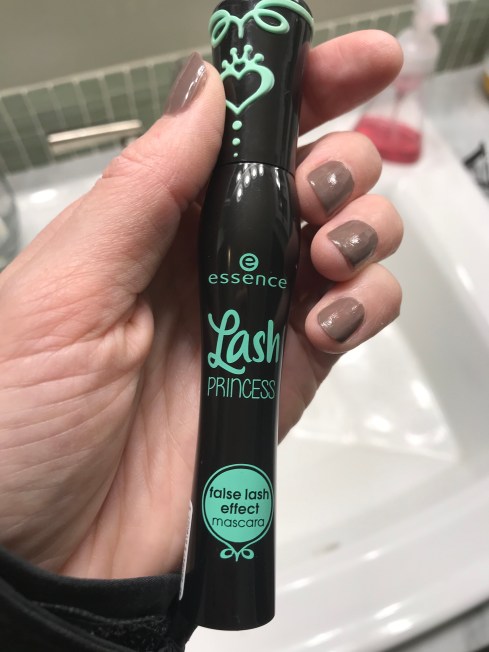 essence
Lash
PRINCESS
false lash
effect
mascara